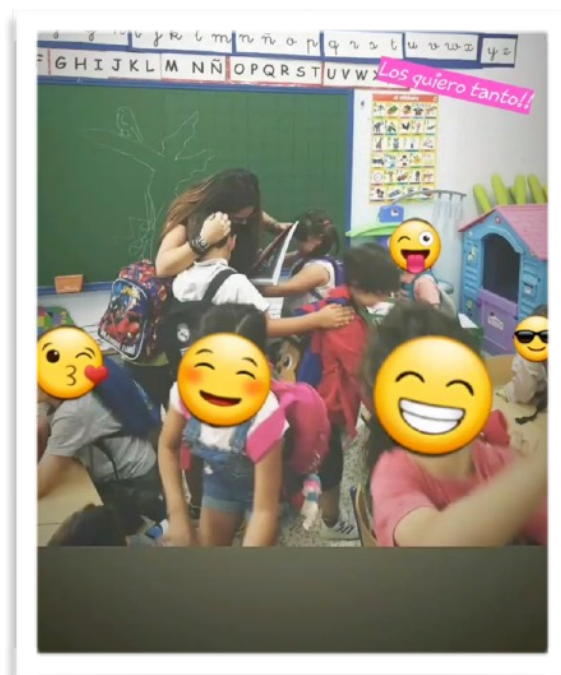 j k l m n ñ o p q r s t u v w x y z
F G H I J K L M N Ñ O P Q R S T U V W
Los quiero tanto!!